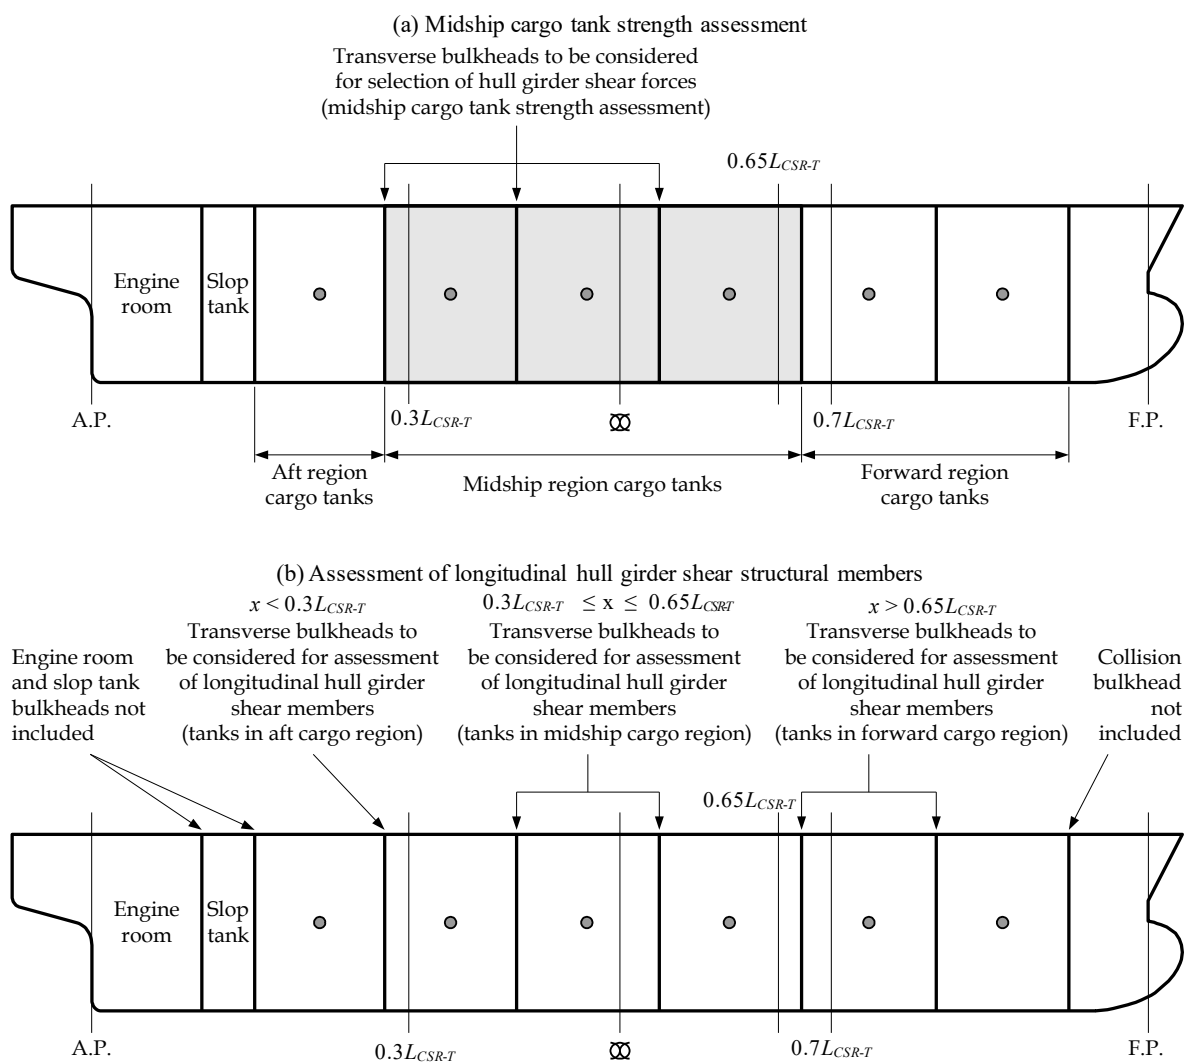 (a) Midship cargo tank strength assessment
Transverse bulkheads to be considered
for selection of hull girder shear forces
(midship cargo tank strength assessment)
0.65LCSR-T
Engine
room
Slop
tank
A.P.
0.3LCSR-T
0.7LCSR-T
F.P.
Aft region
cargo tanks
Midship region cargo tanks
Forward region
cargo tanks
(b) Assessment of longitudinal hull girder shear structural members
Engine room
and slop tank
bulkheads not
included
x < 0.3LCSR-T
Transverse bulkheads to
be considered for assessment
of longitudinal hull girder
shear members
(tanks in aft cargo region)
0.3LCSR-T ≤ x ≤ 0.65LCSR-T
Transverse bulkheads to
be considered for assessment
of longitudinal hull girder
shear members
(tanks in midship cargo region)
x > 0.65LCSR-T
Transverse bulkheads to
be considered for assessment
of longitudinal hull girder
shear members
(tanks in forward cargo region)
Collision
bulkhead
not
included
0.65LCSR-T
Engine
room
Slop
tank
A.P.
0.3LCSR-T
0.7LCSR-T
F.P.